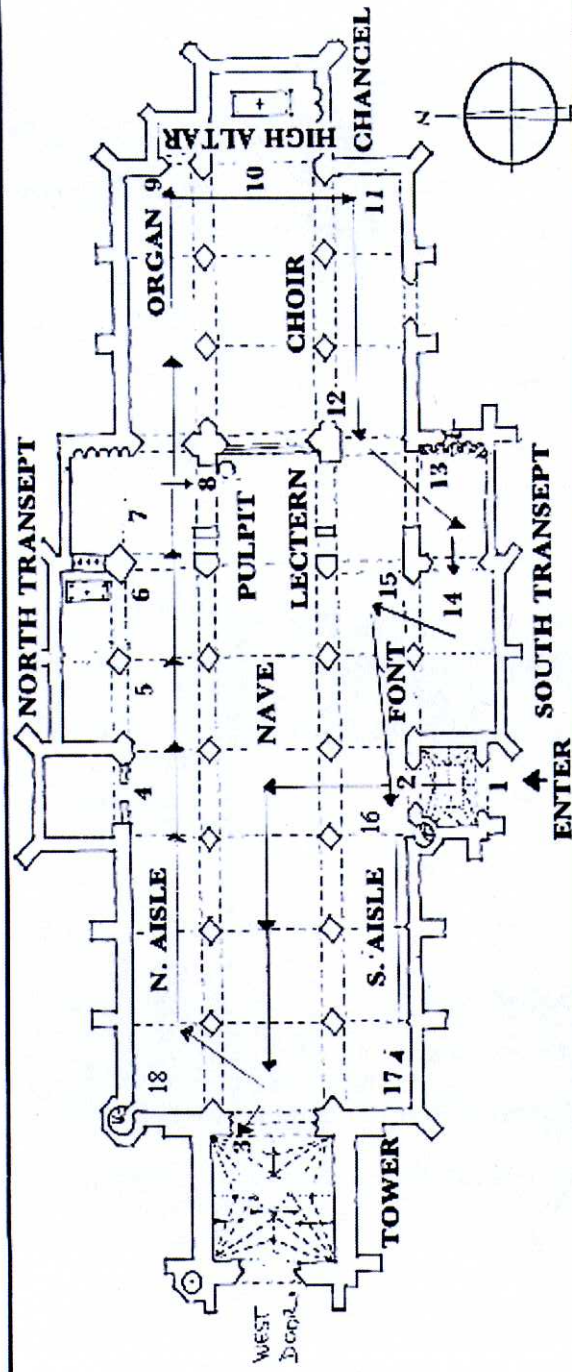 NORTH TRANSEPT
HIGH ALTAR
CHANCEL
ORGAN
CHOIR
PULPIT
LECTERN
NAVE
FONT
N. AISLE
S. AISLE
TOWER
WEST
DOOR
SOUTH TRANSEPT
ENTER
N
1
2
3
4
5
6
7
8
9
10
11
12
13
14
15
16
17
18